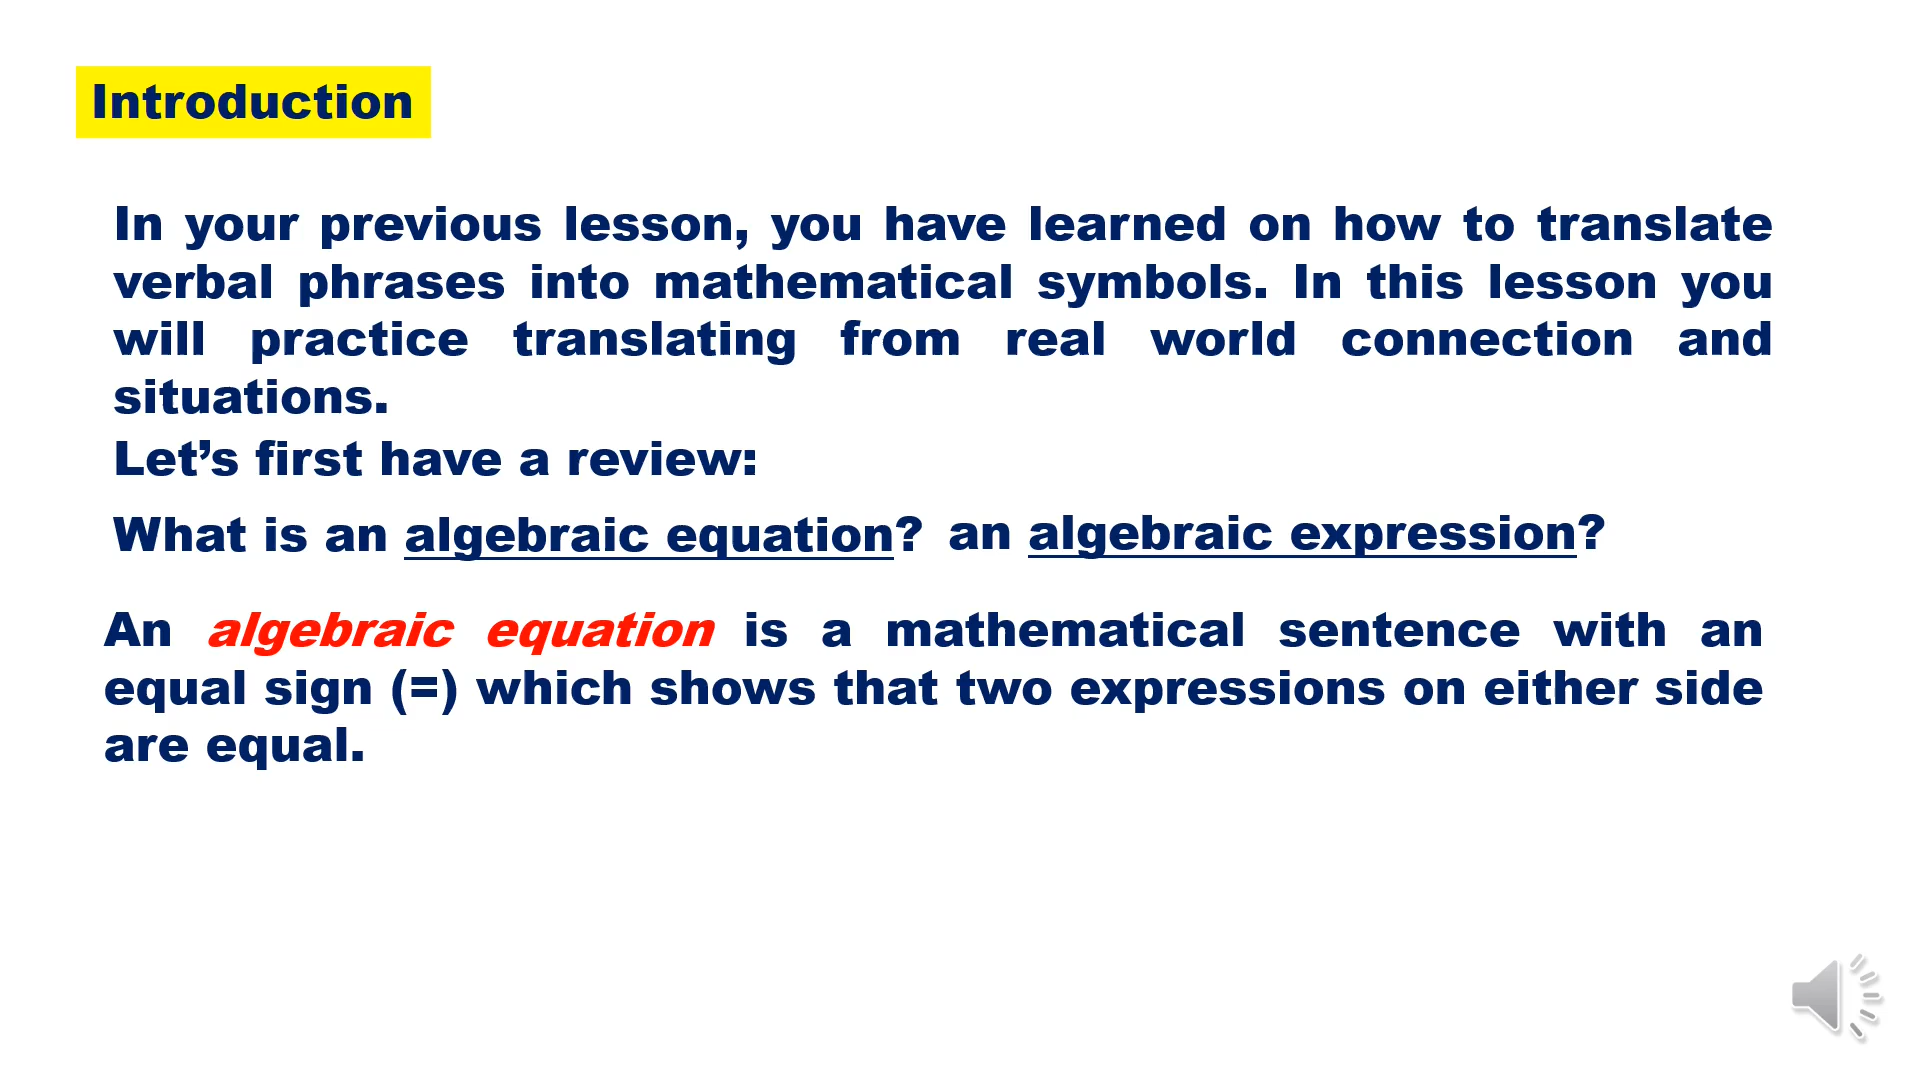 Introduction
In your previous lesson, you have learned on how to translate
verbal phrases into mathematical symbols. In this lesson you
will practice translating from real world connection and
situations.
Let’s first have a review:
What is an algebraic equation? an algebraic expression?
An algebraic equation is a mathematical sentence with an
equal sign (=) which shows that two expressions on either side
are equal.